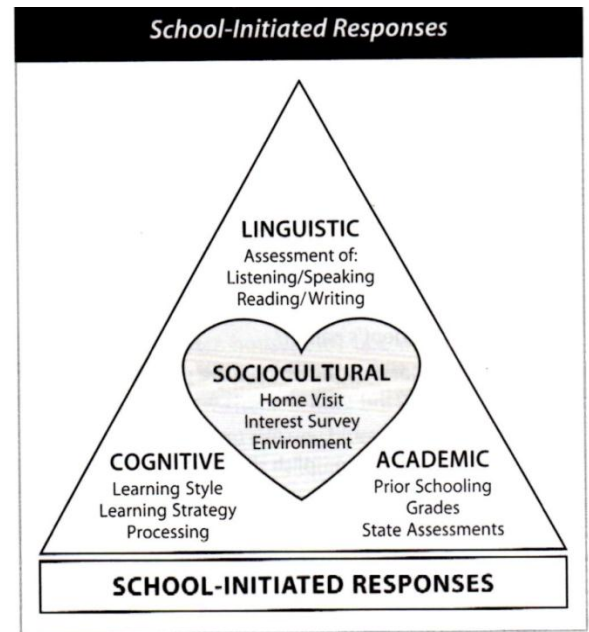 School-Initiated Responses
LINGUISTIC
Assessment of:
Listening/Speaking
Reading/Writing
SOCIOCULTURAL
Home Visit
Interest Survey
Environment
COGNITIVE
Learning Style
Learning Strategy
Processing
ACADEMIC
Prior Schooling
Grades
State Assessments
SCHOOL-INITIATED RESPONSES